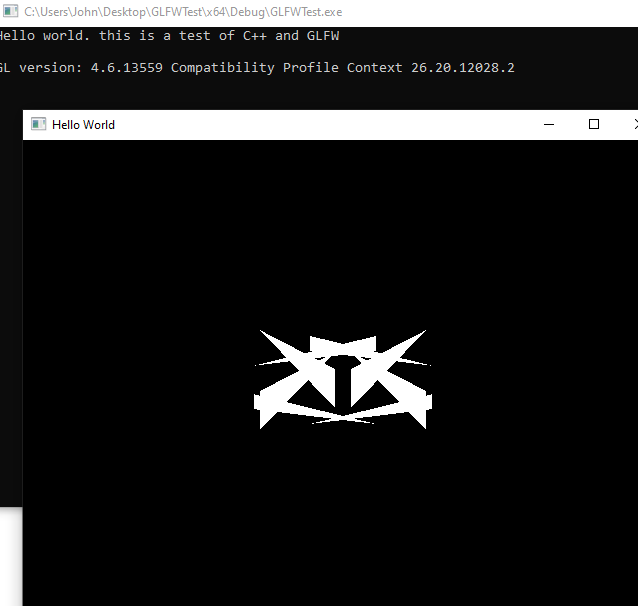 C:\Users\John\Desktop\GLFWTest\x64\Debug\GLFWTest.exe
Hello world. this is a test of C++ and GLFW
GL version: 4.6.13559 Compatibility Profile Context 26.20.12028.2
Hello World